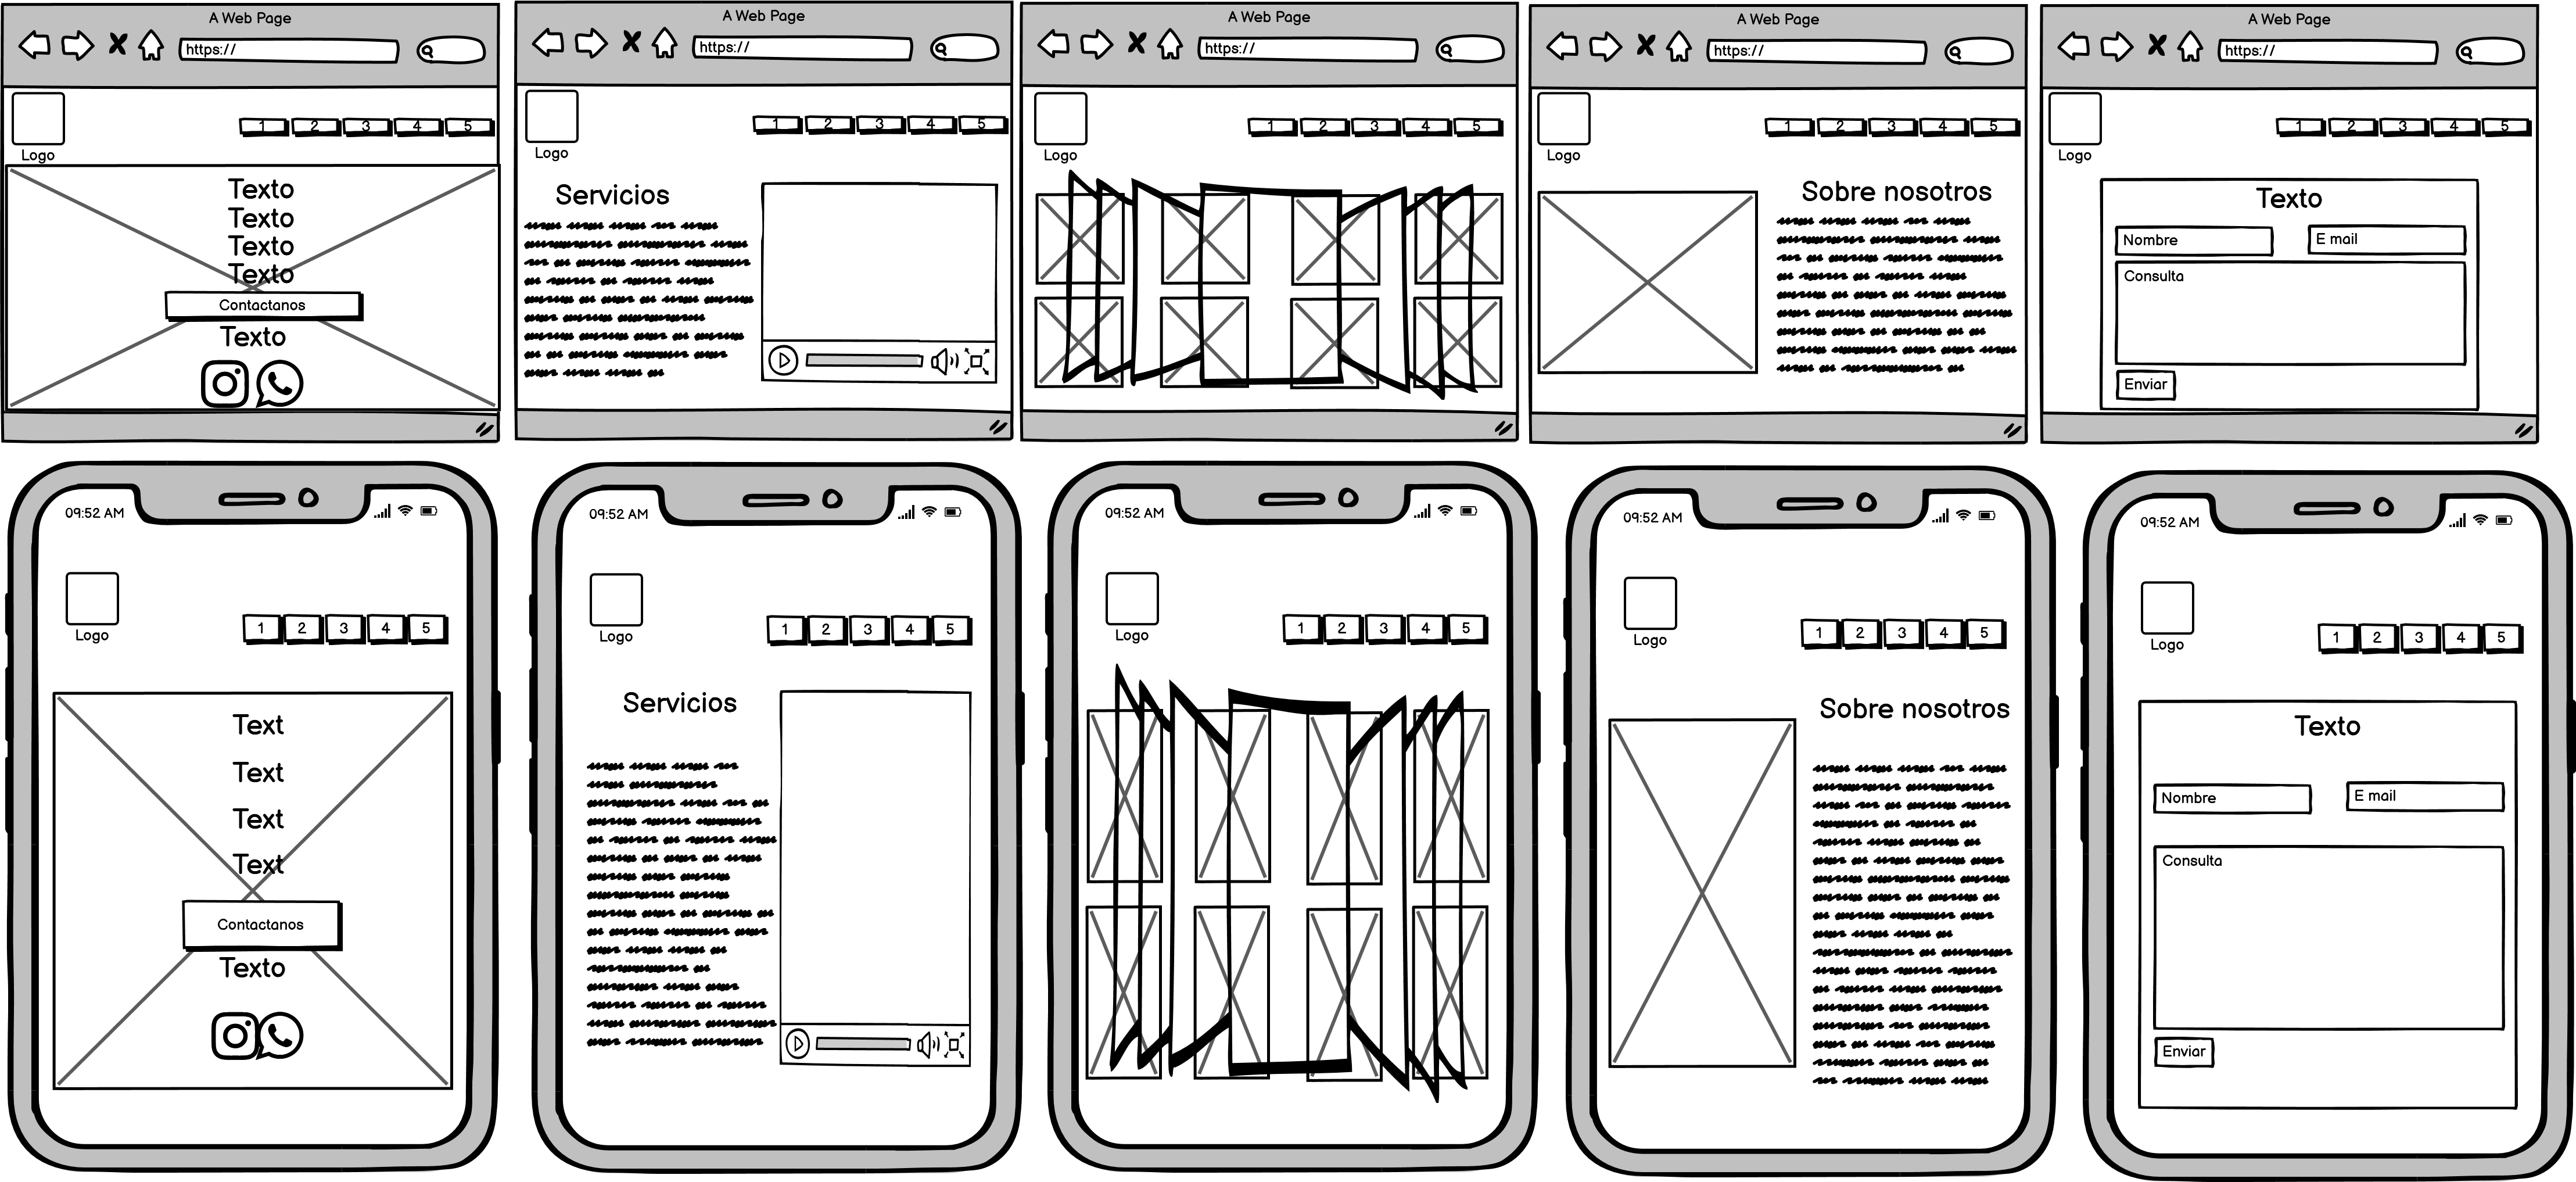 A Web Page
https://
1 2 3 4 5
Logo
Texto
Texto
Texto
Texto
Contactanos
Texto
A Web Page
https://
1 2 3 4 5
Logo
Servicios
A Web Page
https://
1 2 3 4 5
Logo
A Web Page
https://
1 2 3 4 5
Logo
Sobre nosotros
A Web Page
https://
1 2 3 4 5
Logo
Texto
Nombre
E mail
Consulta
Enviar
09:52 AM
1 2 3 4 5
Logo
Text
Text
Text
Text
Contactanos
Texto
09:52 AM
1 2 3 4 5
Logo
Servicios
09:52 AM
1 2 3 4 5
Logo
09:52 AM
1 2 3 4 5
Logo
Sobre nosotros
09:52 AM
1 2 3 4 5
Logo
Texto
Nombre
E mail
Consulta
Enviar